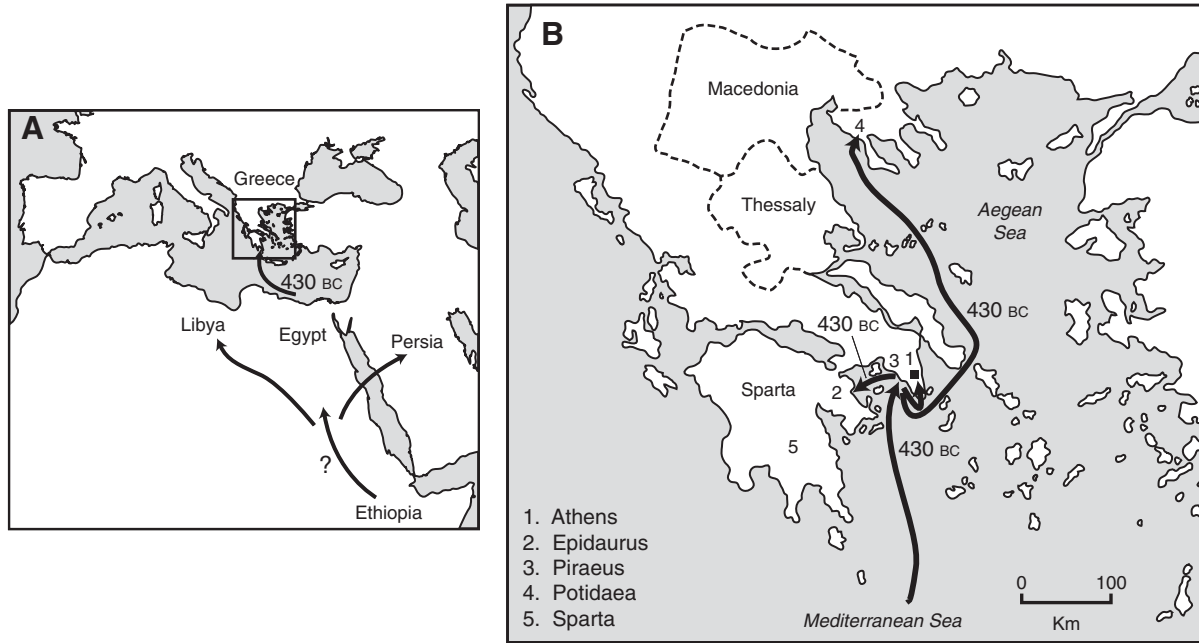 A
Greece
430 BC
Libya
Egypt
Persia
?
Ethiopia
B
Macedonia
4
Thessaly
Aegean
Sea
430 BC
430 BC
3 1
2
Sparta
5
430 BC
1. Athens
2. Epidaurus
3. Piraeus
4. Potidaea
5. Sparta
0 100
Km
Mediterranean Sea